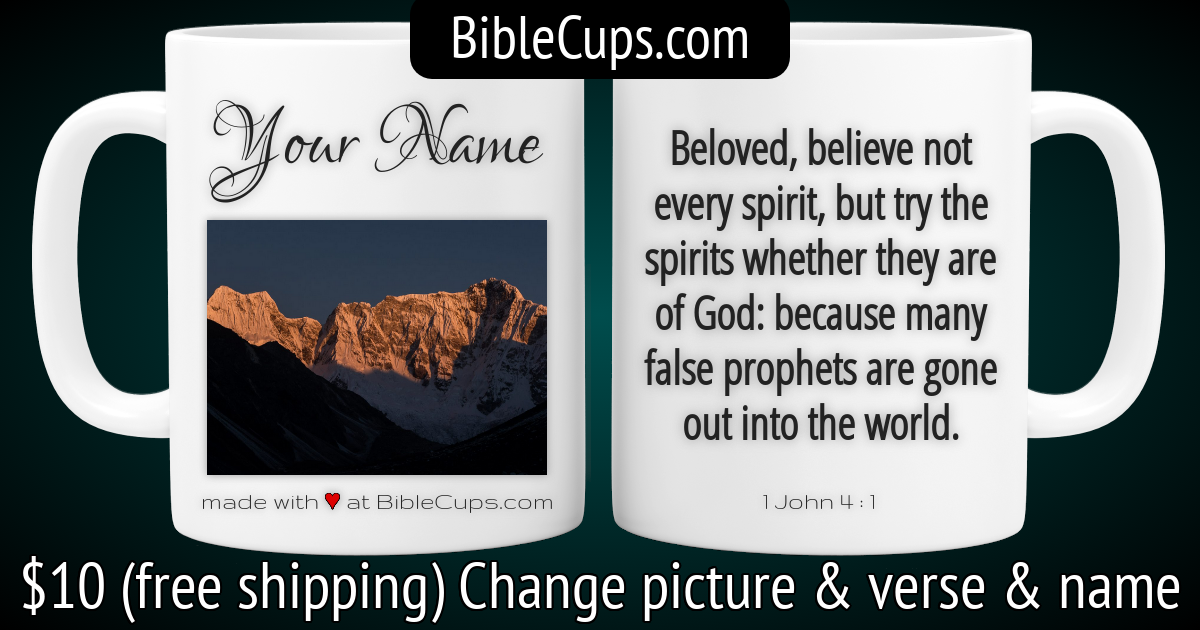 BibleCups.com
Your Name
made with ♥ at BibleCups.com
Beloved, believe not
every spirit, but try the
spirits whether they are
of God: because many
false prophets are gone
out into the world.
1 John 4 : 1
$10 (free shipping) Change picture & verse & name